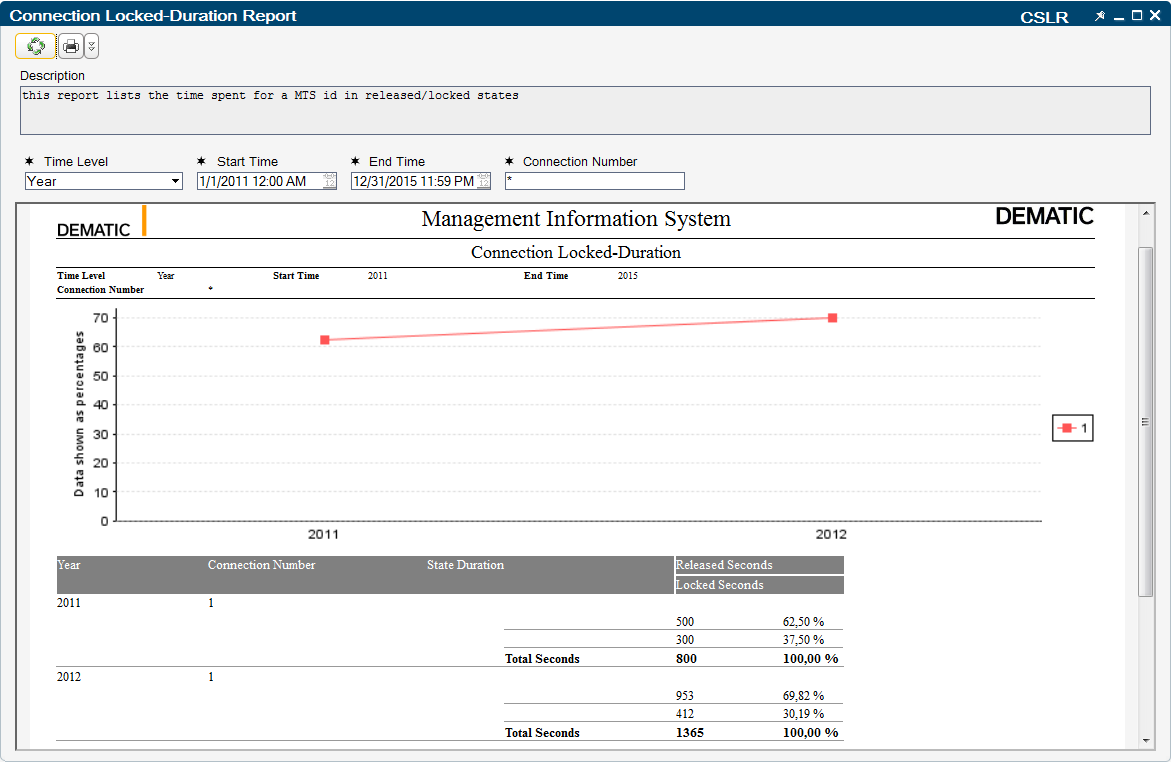 Connection Locked-Duration Report CSLR
Description
this report lists the time spent for a MTS id in released/locked states
✶ Time Level ✶ Start Time ✶ End Time ✶ Connection Number
Year 1/1/2011 12:00 AM 12 12/31/2015 11:59 PM 12 *
DEMATIC Management Information System DEMATIC
Connection Locked-Duration
Time Level Year Start Time 2011 End Time 2015
Connection Number *
Data shown as percentages
70
60
50
40
30
20
10
0
2011 2012
1
Year Connection Number State Duration Released Seconds
Locked Seconds
2011 1
500 62,50 %
300 37,50 %
Total Seconds 800 100,00 %
2012 1
953 69,82 %
412 30,19 %
Total Seconds 1365 100,00 %